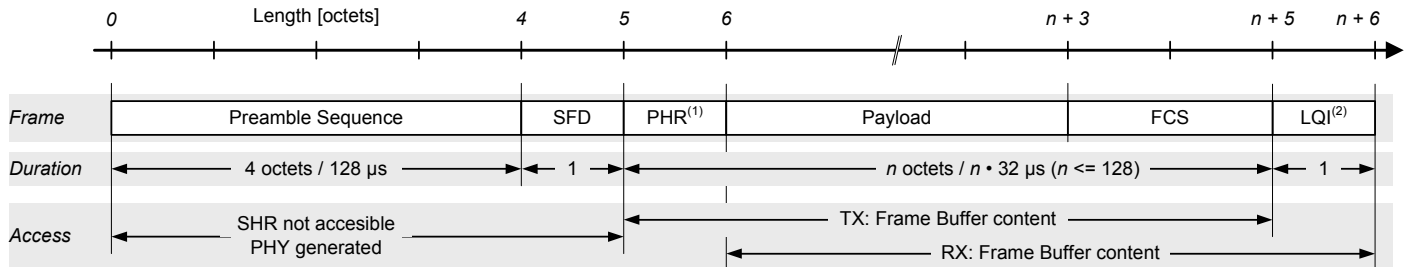 0 Length [octets] 4 5 6 n + 3 n + 5 n + 6
Frame Preamble Sequence SFD PHR(1) Payload FCS LQI(2)
Duration 4 octets / 128 µs 1 n octets / n • 32 µs (n <= 128) 1
Access SHR not accesible TX: Frame Buffer content
PHY generated RX: Frame Buffer content